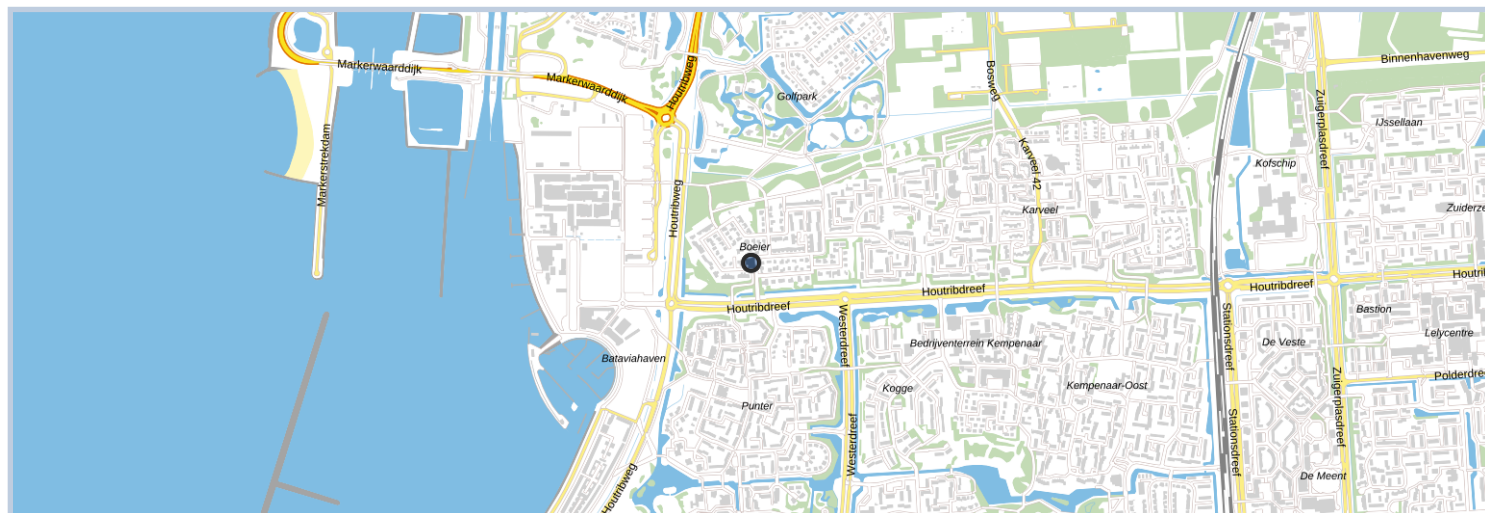 Markerwaarddijk
Markerwaarddijk
Houtribweg
Golfpark
Bosweg
Binnenhavenweg
Zuigerplasdreef
IJssellaan
Markerstrekdam
Karveel 42
Kofschip
Houtribweg
Karveel
Zuiderze
Boeier
Houtribdreef
Houtribdreef
Houtribdreef
Houtrib
Westerdreef
Stationsdreef
Bastion
Lelycentre
Bataviahaven
Bedrijventerrein Kempenaar
De Veste
Kogge
Kempenaar-Oost
Zuigerplasdreef
Polderdree
Punter
Westerdreef
Stationsdreef
Houtribweg
De Meent